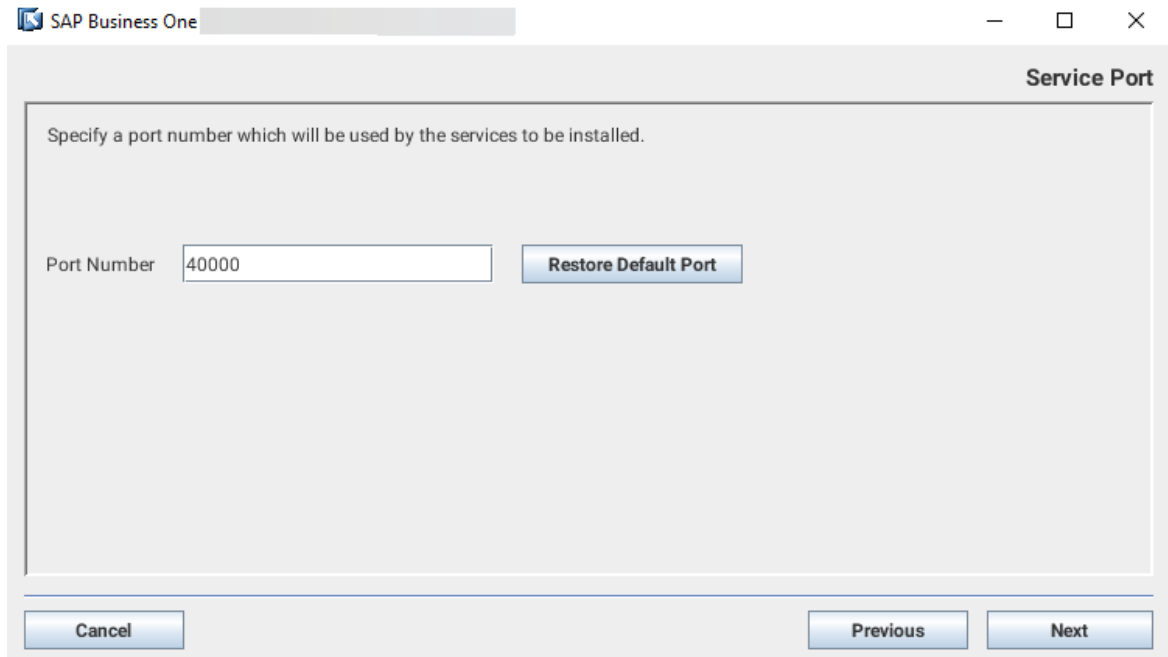 SAP Business One
Service Port
Specify a port number which will be used by the services to be installed.
Port Number 40000 Restore Default Port
Cancel Previous Next